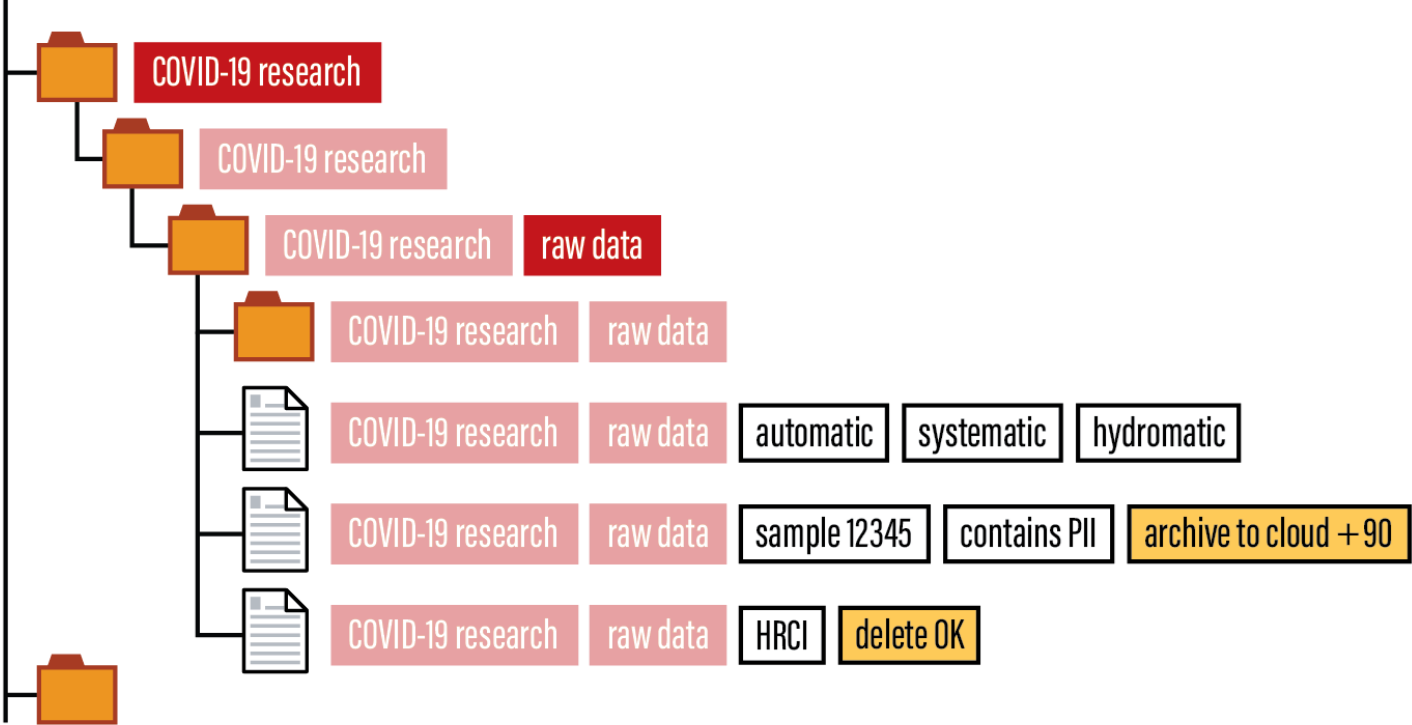 COVID-19 research
COVID-19 research
COVID-19 research raw data
COVID-19 research raw data
COVID-19 research raw data automatic systematic hydromatic
COVID-19 research raw data sample 12345 contains PII archive to cloud +90
COVID-19 research raw data HRCI delete OK